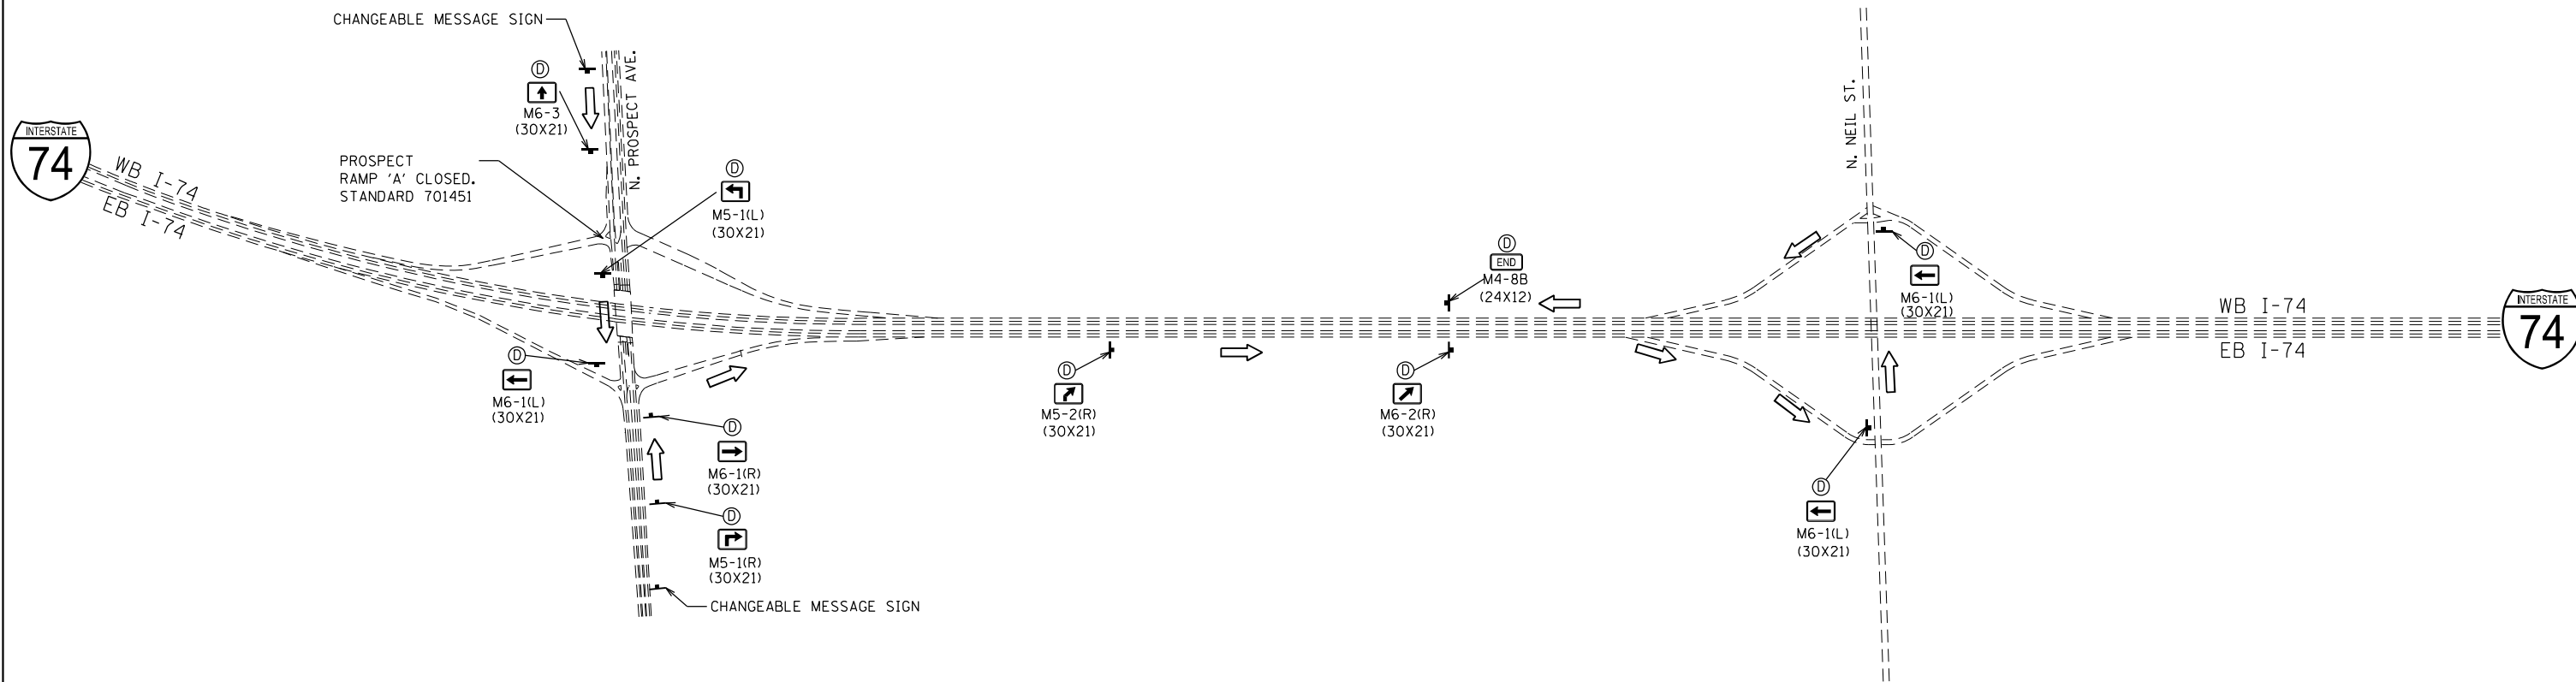 CHANGEABLE MESSAGE SIGN
D
M6-3
(30X21)
N. PROSPECT AVE.
INTERSTATE
74
WB I-74
EB I-74
PROSPECT
RAMP 'A' CLOSED.
STANDARD 701451
D
M5-1(L)
(30X21)
D
M6-1(L)
(30X21)
D
M6-1(R)
(30X21)
D
M5-1(R)
(30X21)
CHANGEABLE MESSAGE SIGN
D
M5-2(R)
(30X21)
D
END
M4-8B
(24X12)
D
M6-2(R)
(30X21)
N. NEIL ST.
D
M6-1(L)
(30X21)
D
M6-1(L)
(30X21)
WB I-74
EB I-74
INTERSTATE
74